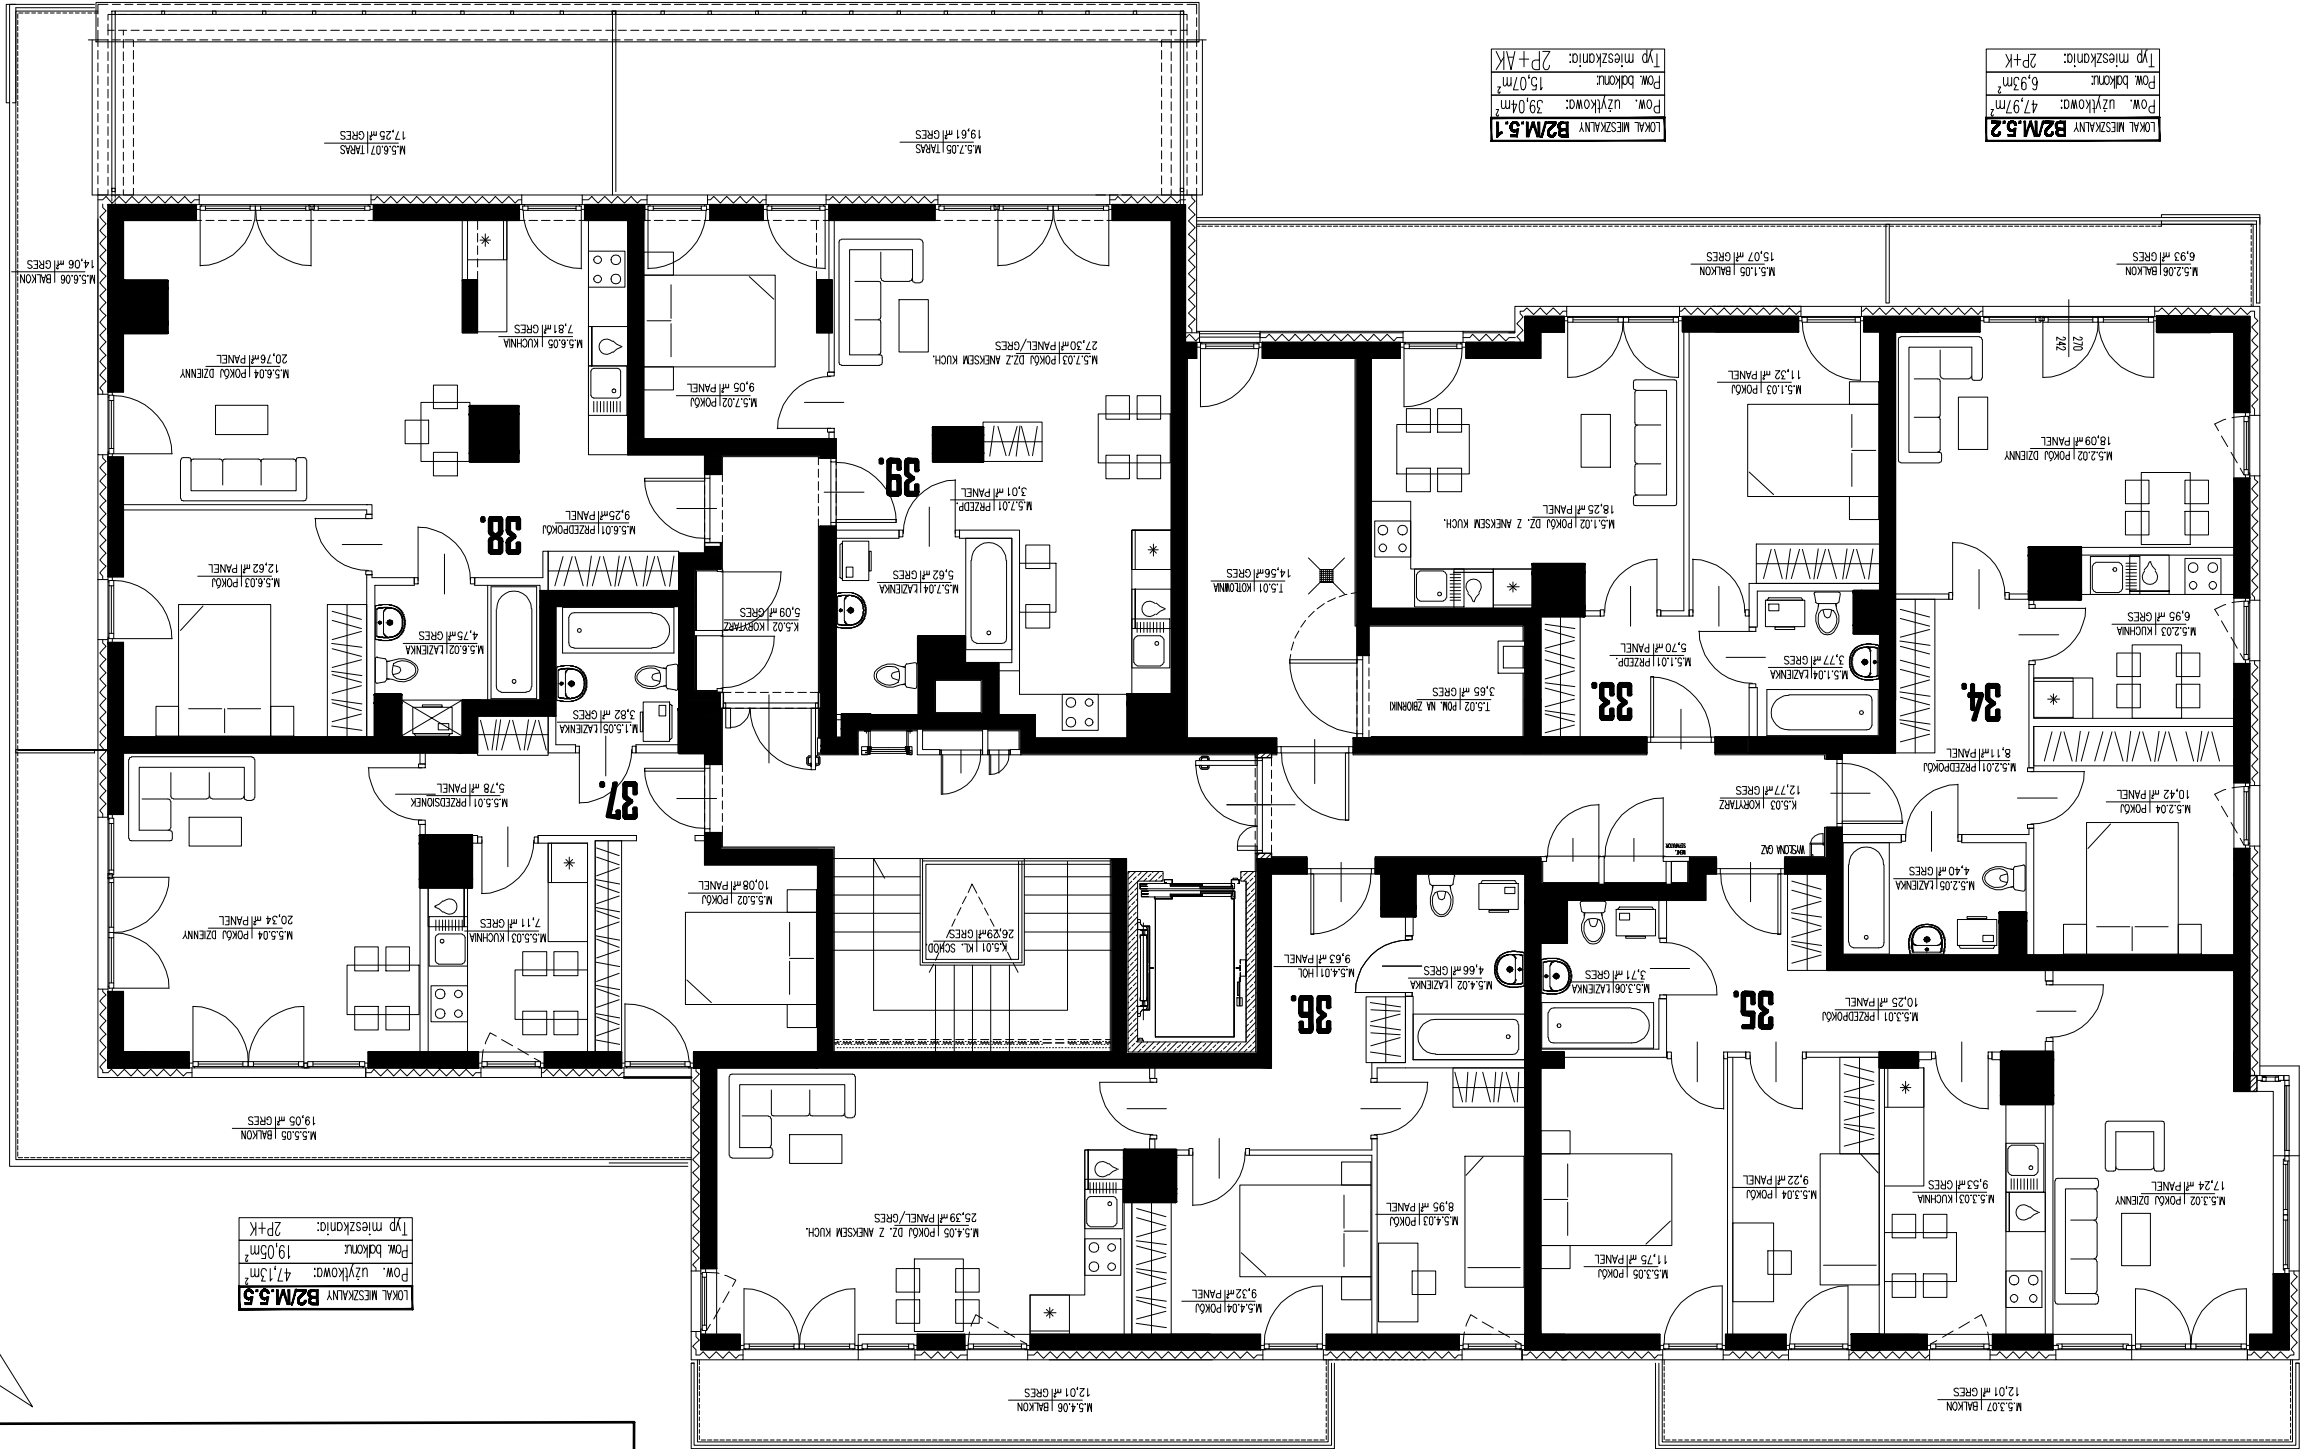 LOKAL MIESZKALNY B2/M.5.1
Pow. użytkowa: 39,04m²
Pow. balkonu: 15,07m²
Typ mieszkania: 2P+AK
LOKAL MIESZKALNY B2/M.5.2
Pow. użytkowa: 47,97m²
Pow. balkonu: 6,93m²
Typ mieszkania: 2P+K
M.5.6.07 TARAS
17,25 m² GRES
M.5.7.05 TARAS
19,61 m² GRES
M.5.6.06 BALKON
14,06 m² GRES
M.5.1.05 BALKON
15,07 m² GRES
M.5.2.06 BALKON
6,93 m² GRES
M.5.6.04 POKÓJ DZIENNY
20,76 m² PANEL
M.5.6.05 KUCHNIA
7,81 m² GRES
M.5.7.02 POKÓJ
9,05 m² PANEL
M.5.7.03 POKÓJ DZ.Z ANEKSEM KUCH.
27,30 m² PANEL/GRES
M.5.1.03 POKÓJ
11,32 m² PANEL
270
242
M.5.2.02 POKÓJ DZIENNY
18,09 m² PANEL
38.
M.5.6.01 PRZEDPOKÓJ
9,25 m² PANEL
39.
M.5.7.01 PRZEDP.
3,01 m² PANEL
M.5.1.02 POKÓJ DZ. Z ANEKSEM KUCH.
18,25 m² PANEL
M.5.6.03 POKÓJ
12,62 m² PANEL
M.5.6.02 ŁAZIENKA
4,75 m² GRES
K.5.02 KORYTARZ
5,09 m² GRES
M.5.7.04 ŁAZIENKA
5,62 m² GRES
T.5.01 KOTŁOWNIA
14,56 m² GRES
T.5.02 POM. NA ZBIORNIKI
3,65 m² GRES
M.5.1.01 PRZEDP.
5,70 m² PANEL
33.
M.5.1.04 ŁAZIENKA
3,77 m² GRES
M.5.2.03 KUCHNIA
6,95 m² GRES
34.
M.1.5.05 ŁAZIENKA
3,82 m² GRES
M.5.2.01 PRZEDPOKÓJ
8,11 m² PANEL
M.5.5.01 PRZEDSIONEK
5,78 m² PANEL
37.
K.5.03 KORYTARZ
12,77 m² GRES
M.5.2.04 POKÓJ
10,42 m² PANEL
WYSŁONA GAZ
M.5.2.05 ŁAZIENKA
4,40 m² GRES
M.5.5.02 POKÓJ
10,08 m² PANEL
M.5.5.04 POKÓJ DZIENNY
20,34 m² PANEL
M.5.5.03 KUCHNIA
7,11 m² GRES
K.5.01 KL. SCHOD.
26,29 m² GRES/
M.5.4.01 HOL
9,63 m² PANEL
36.
M.5.4.02 ŁAZIENKA
4,66 m² GRES
M.5.3.06 ŁAZIENKA
3,71 m² GRES
35.
M.5.3.01 PRZEDPOKÓJ
10,25 m² PANEL
M.5.5.05 BALKON
19,05 m² GRES
M.5.4.05 POKÓJ DZ. Z ANEKSEM KUCH.
25,39 m² PANEL/GRES
M.5.4.04 POKÓJ
9,32 m² PANEL
M.5.4.03 POKÓJ
8,95 m² PANEL
M.5.3.05 POKÓJ
11,75 m² PANEL
M.5.3.04 POKÓJ
9,22 m² PANEL
M.5.3.03 KUCHNIA
9,53 m² GRES
M.5.3.02 POKÓJ DZIENNY
17,24 m² PANEL
LOKAL MIESZKALNY B2/M.5.5
Pow. użytkowa: 47,13m²
Pow. balkonu: 19,05m²
Typ mieszkania: 2P+K
M.5.4.06 BALKON
12,01 m² GRES
M.5.3.07 BALKON
12,01 m² GRES